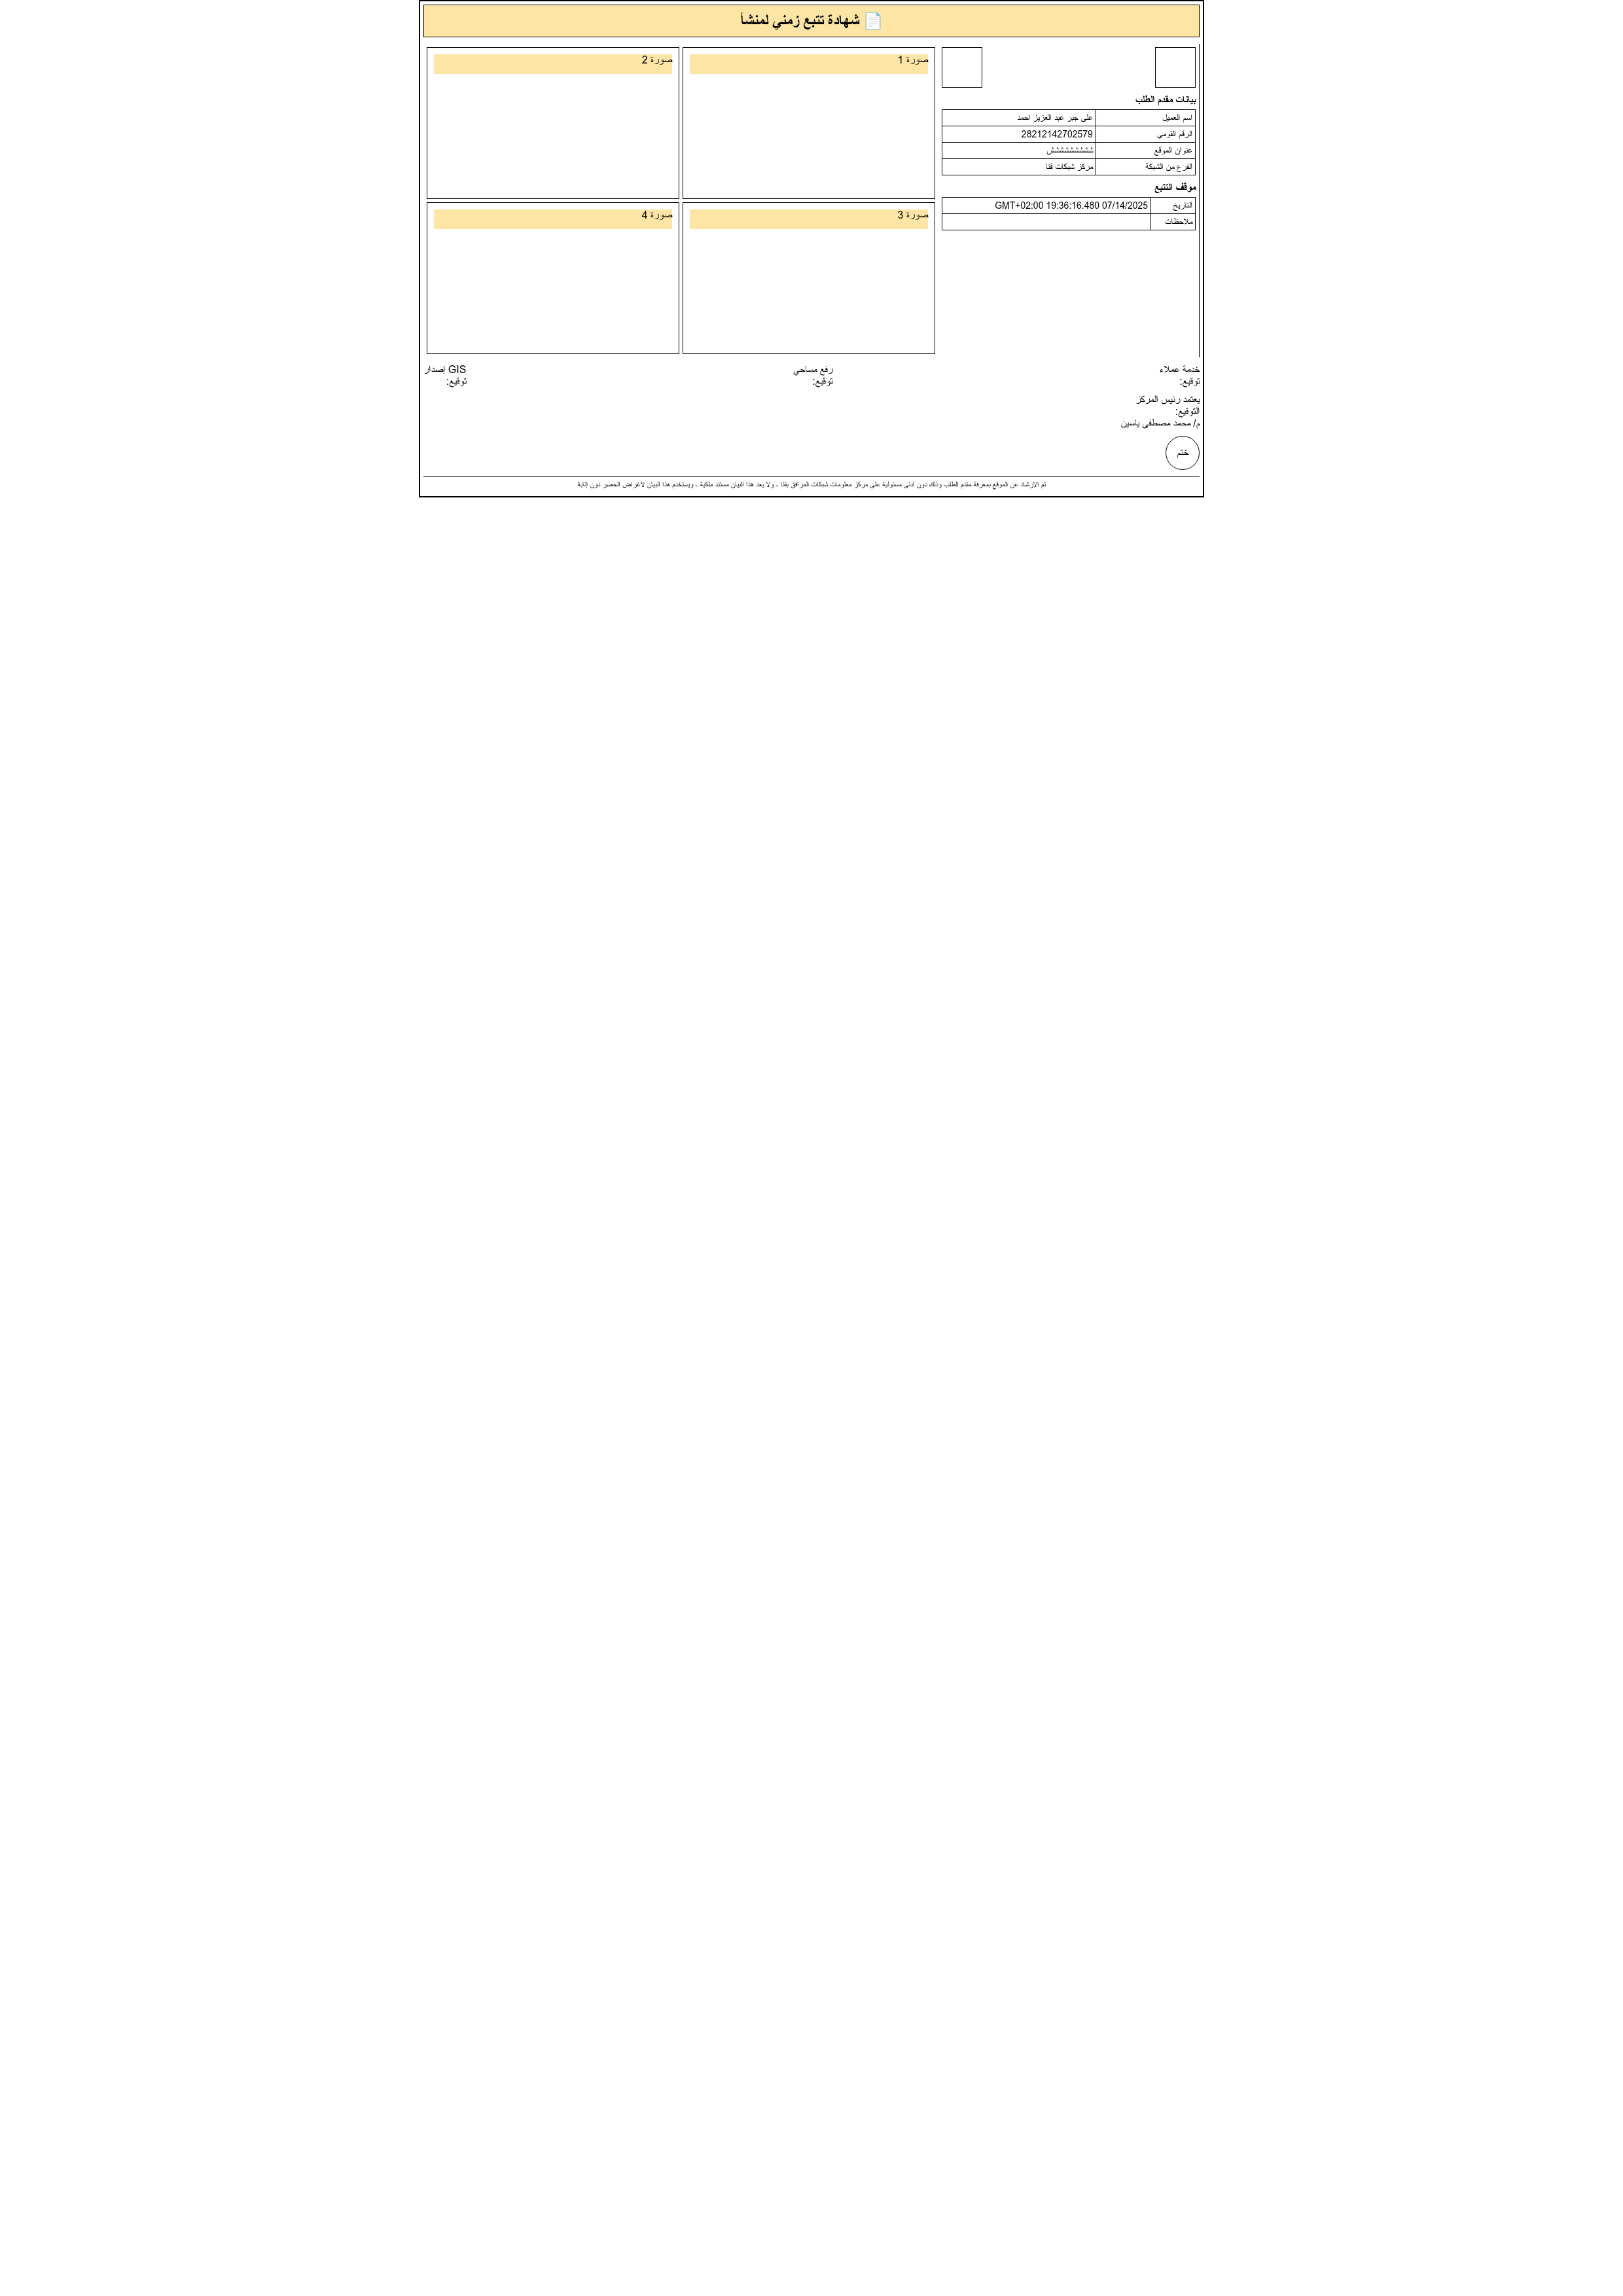 📄 شهادة تتبع زمني لمنشأ
بيانات مقدم الطلب
اسم العميل على جبر عبد العزيز احمد
الرقم القومي 28212142702579
عنوان الموقع
الفرع من الشبكة مركز شبكات قنا
موقف التتبع
التاريخ 07/14/2025 19:36:16.480 GMT+02:00
ملاحظات
صورة 1
صورة 2
صورة 3
صورة 4
خدمة عملاء
توقيع:
رفع مساحي
توقيع:
إصدار GIS
توقيع:
يعتمد رئيس المركز
التوقيع:
م/ محمد مصطفى ياسين
ختم
تم الإرشاد عن الموقع بمعرفة مقدم الطلب وذلك دون ادنى مسئولية على مركز معلومات شبكات المرافق بقنا ـ ولا يعد هذا البيان مستند ملكية ـ ويستخدم هذا البيان لأغراض الحصر دون إنابة